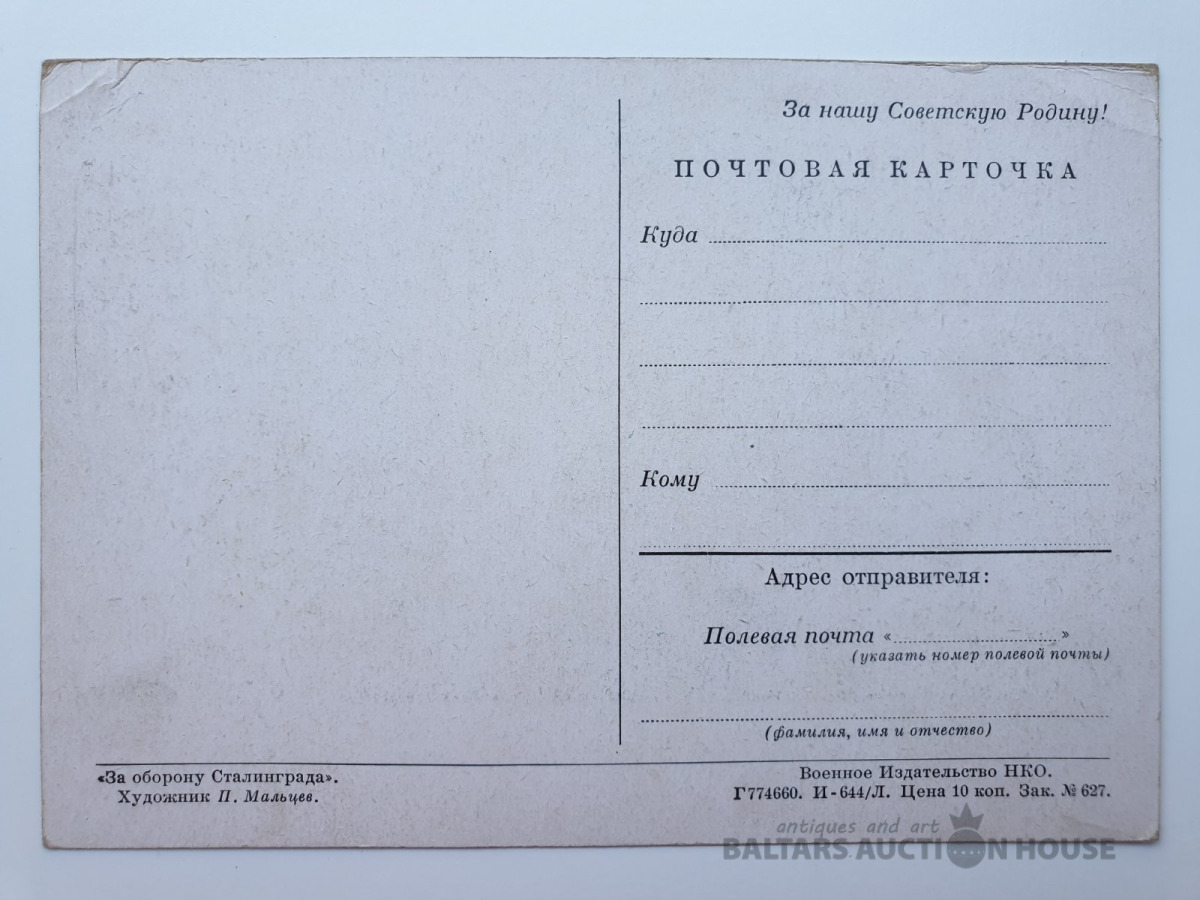 За нашу Советскую Родину!
ПОЧТОВАЯ КАРТОЧКА
Куда
Кому
Адрес отправителя:
Полевая почта « »
(указать номер полевой почты)
(фамилия, имя и отчество)
«За оборону Сталинграда».
Художник П. Мальцев.
Военное Издательство НКО.
Г774660. И-644/Л. Цена 10 коп. Зак. № 627.
antiques and art
BALTARS AUCTION HOUSE